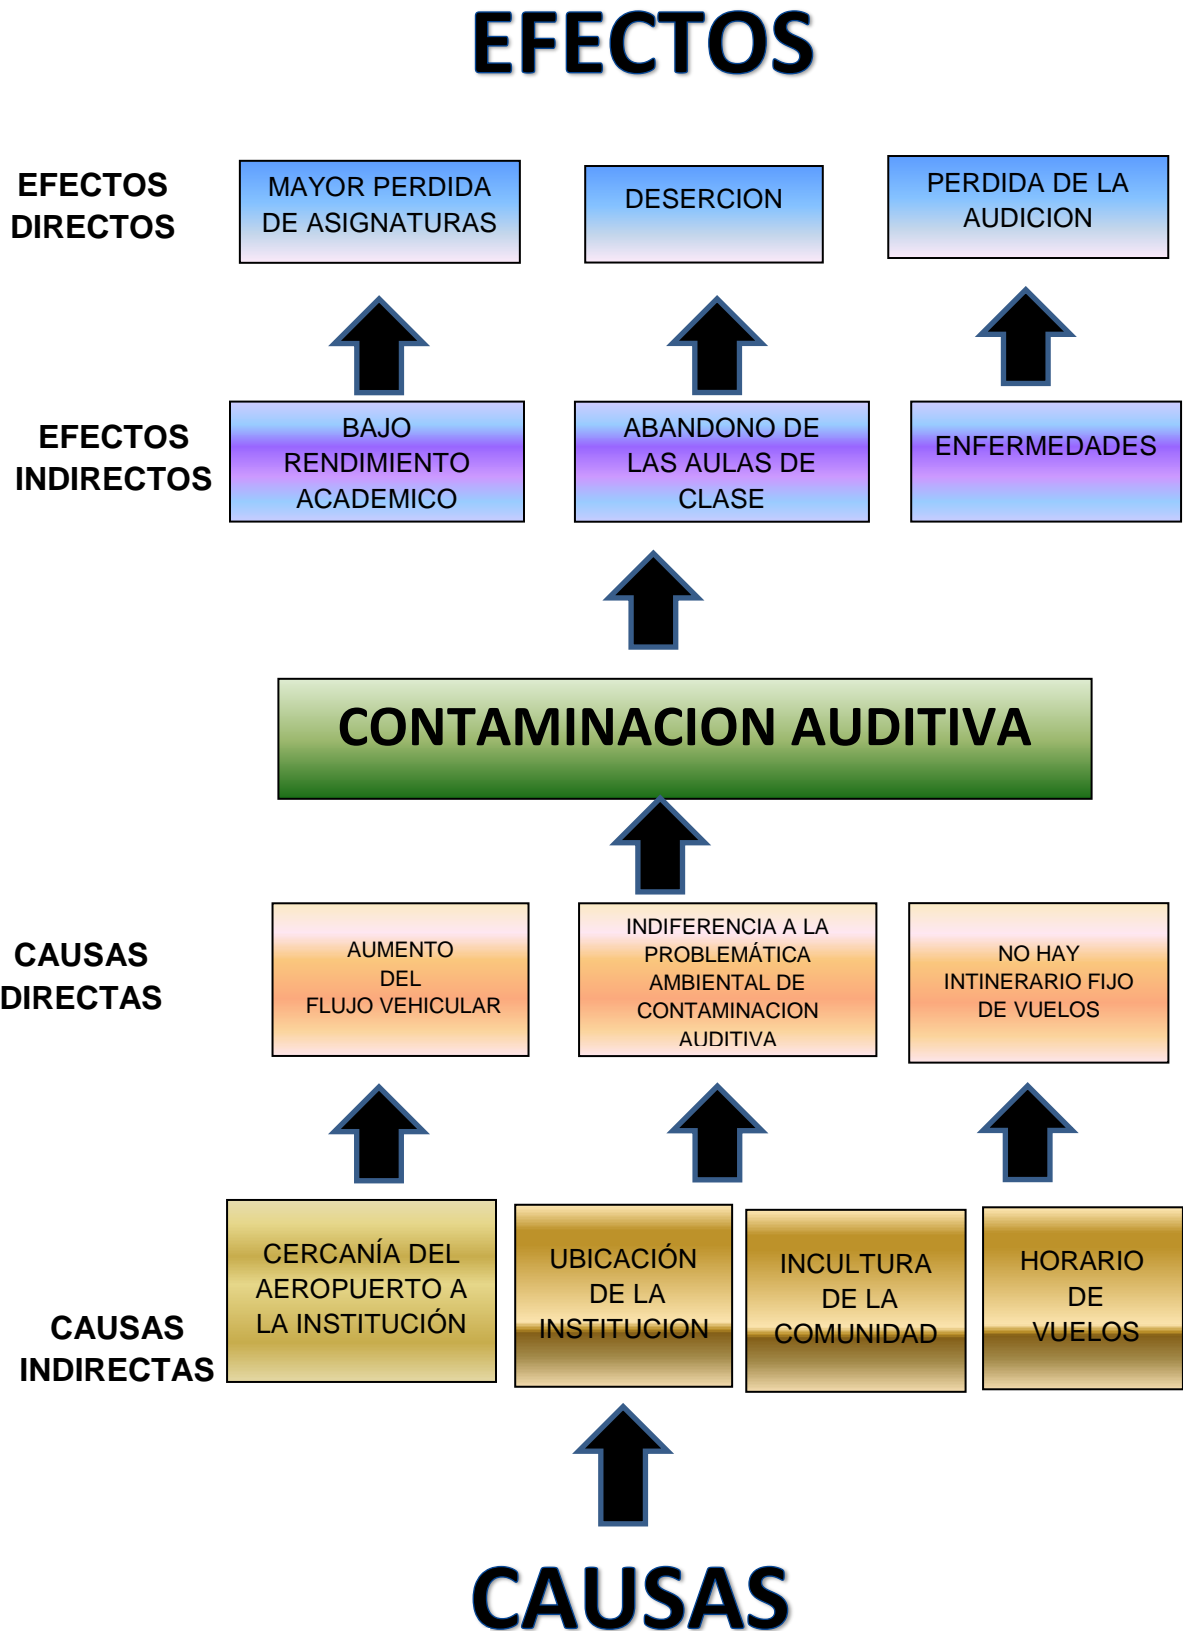 EFECTOS
EFECTOS
DIRECTOS
MAYOR PERDIDA
DE ASIGNATURAS
DESERCION
PERDIDA DE LA
AUDICION
EFECTOS
INDIRECTOS
BAJO
RENDIMIENTO
ACADEMICO
ABANDONO DE
LAS AULAS DE
CLASE
ENFERMEDADES
CONTAMINACION AUDITIVA
CAUSAS
DIRECTAS
AUMENTO
DEL
FLUJO VEHICULAR
INDIFERENCIA A LA
PROBLEMÁTICA
AMBIENTAL DE
CONTAMINACION
AUDITIVA
NO HAY
INTINERARIO FIJO
DE VUELOS
CAUSAS
INDIRECTAS
CERCANÍA DEL
AEROPUERTO A
LA INSTITUCIÓN
UBICACIÓN
DE LA
INSTITUCION
INCULTURA
DE LA
COMUNIDAD
HORARIO
DE
VUELOS
CAUSAS